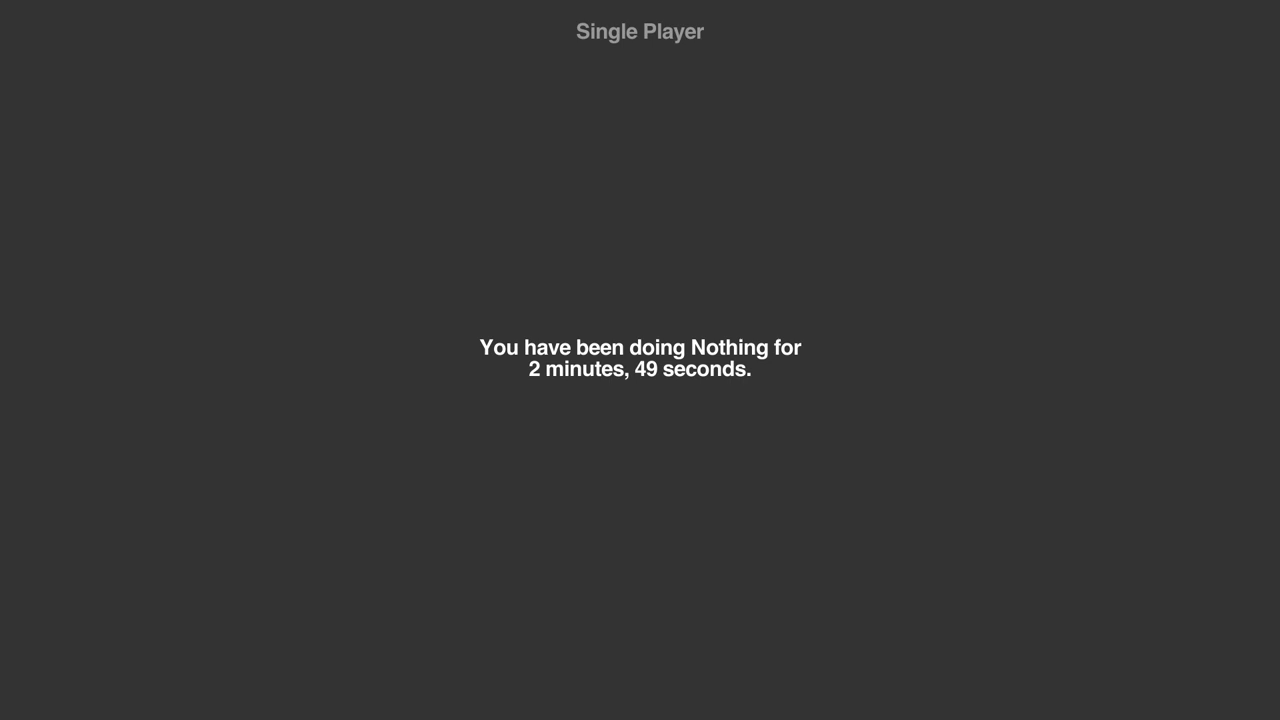 Single Player
You have been doing Nothing for
2 minutes, 49 seconds.